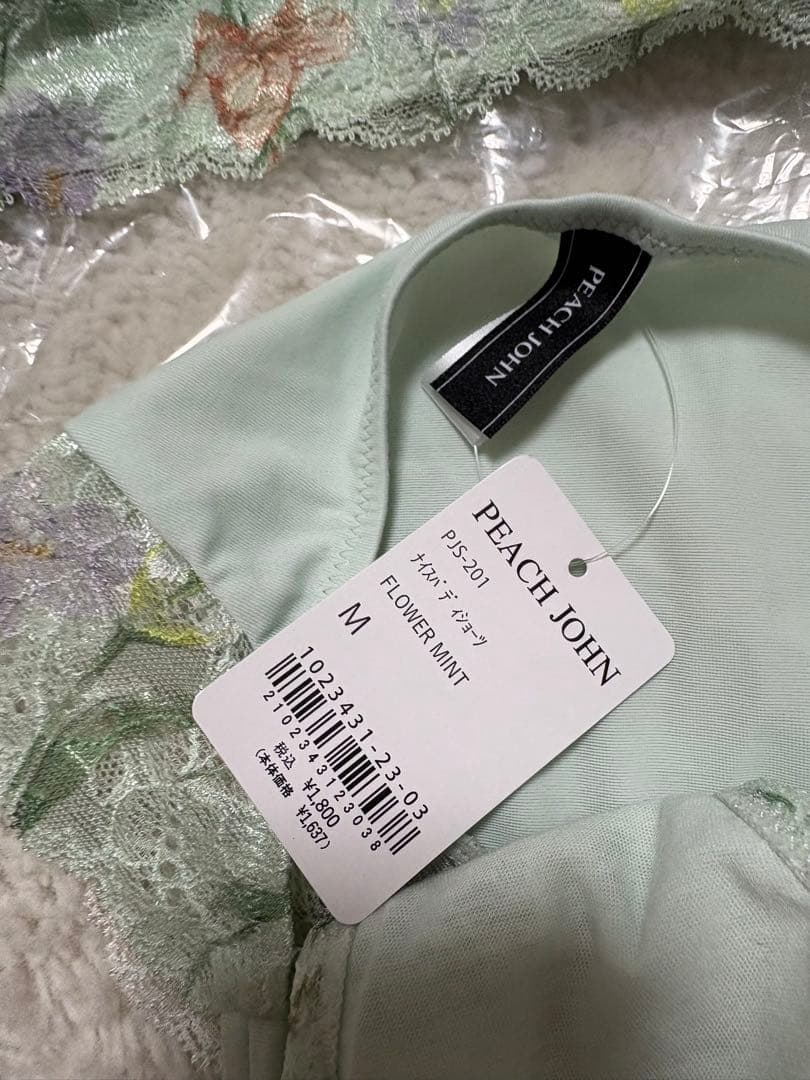 PEACH JOHN
PEACH JOHN
PJS-201
ﾅｲｽﾊﾞﾃﾞｨｼｮｰﾂ
FLOWER MINT
M
1023431-23-03
2102343123038
税込 ¥1,800
(本体価格 ¥1,637)